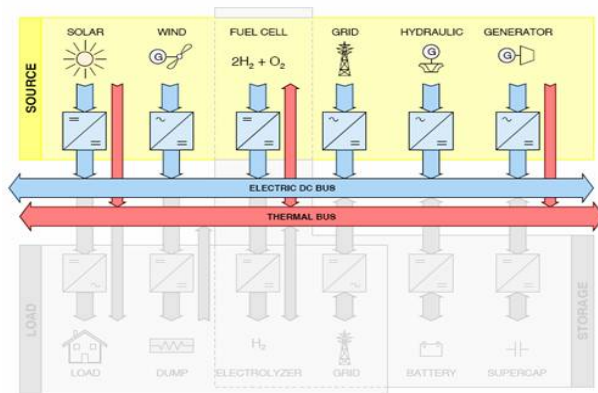 SOLAR WIND FUEL CELL GRID HYDRAULIC GENERATOR
G 2H₂ + O₂ G G
SOURCE
ELECTRIC DC BUS
THERMAL BUS
LOAD
STORAGE
H₂
LOAD DUMP ELECTROLYZER GRID BATTERY SUPERCAP